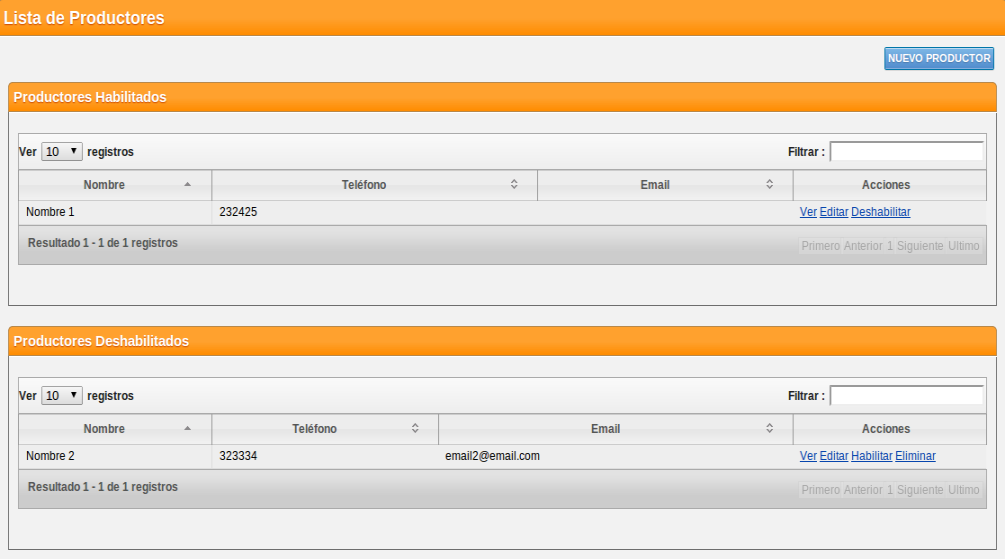 Lista de Productores
NUEVO PRODUCTOR
Productores Habilitados
Ver 10 registros Filtrar :
Nombre Teléfono Email Acciones
Nombre 1 232425 Ver Editar Deshabilitar
Resultado 1 - 1 de 1 registros Primero Anterior 1 Siguiente Ultimo
Productores Deshabilitados
Ver 10 registros Filtrar :
Nombre Teléfono Email Acciones
Nombre 2 323334 email2@email.com Ver Editar Habilitar Eliminar
Resultado 1 - 1 de 1 registros Primero Anterior 1 Siguiente Ultimo